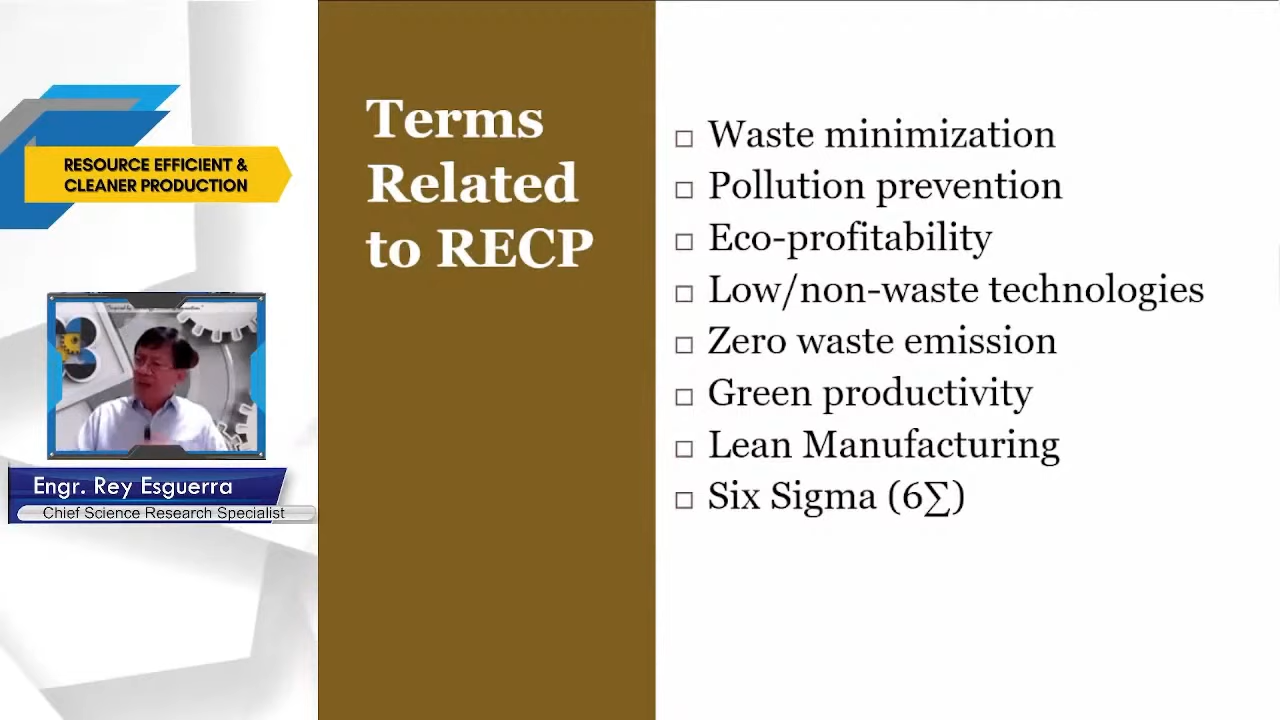 RESOURCE EFFICIENT &
CLEANER PRODUCTION
Engr. Rey Esguerra
Chief Science Research Specialist
Terms
Related
to RECP
□ Waste minimization
□ Pollution prevention
□ Eco-profitability
□ Low/non-waste technologies
□ Zero waste emission
□ Green productivity
□ Lean Manufacturing
□ Six Sigma (6∑)